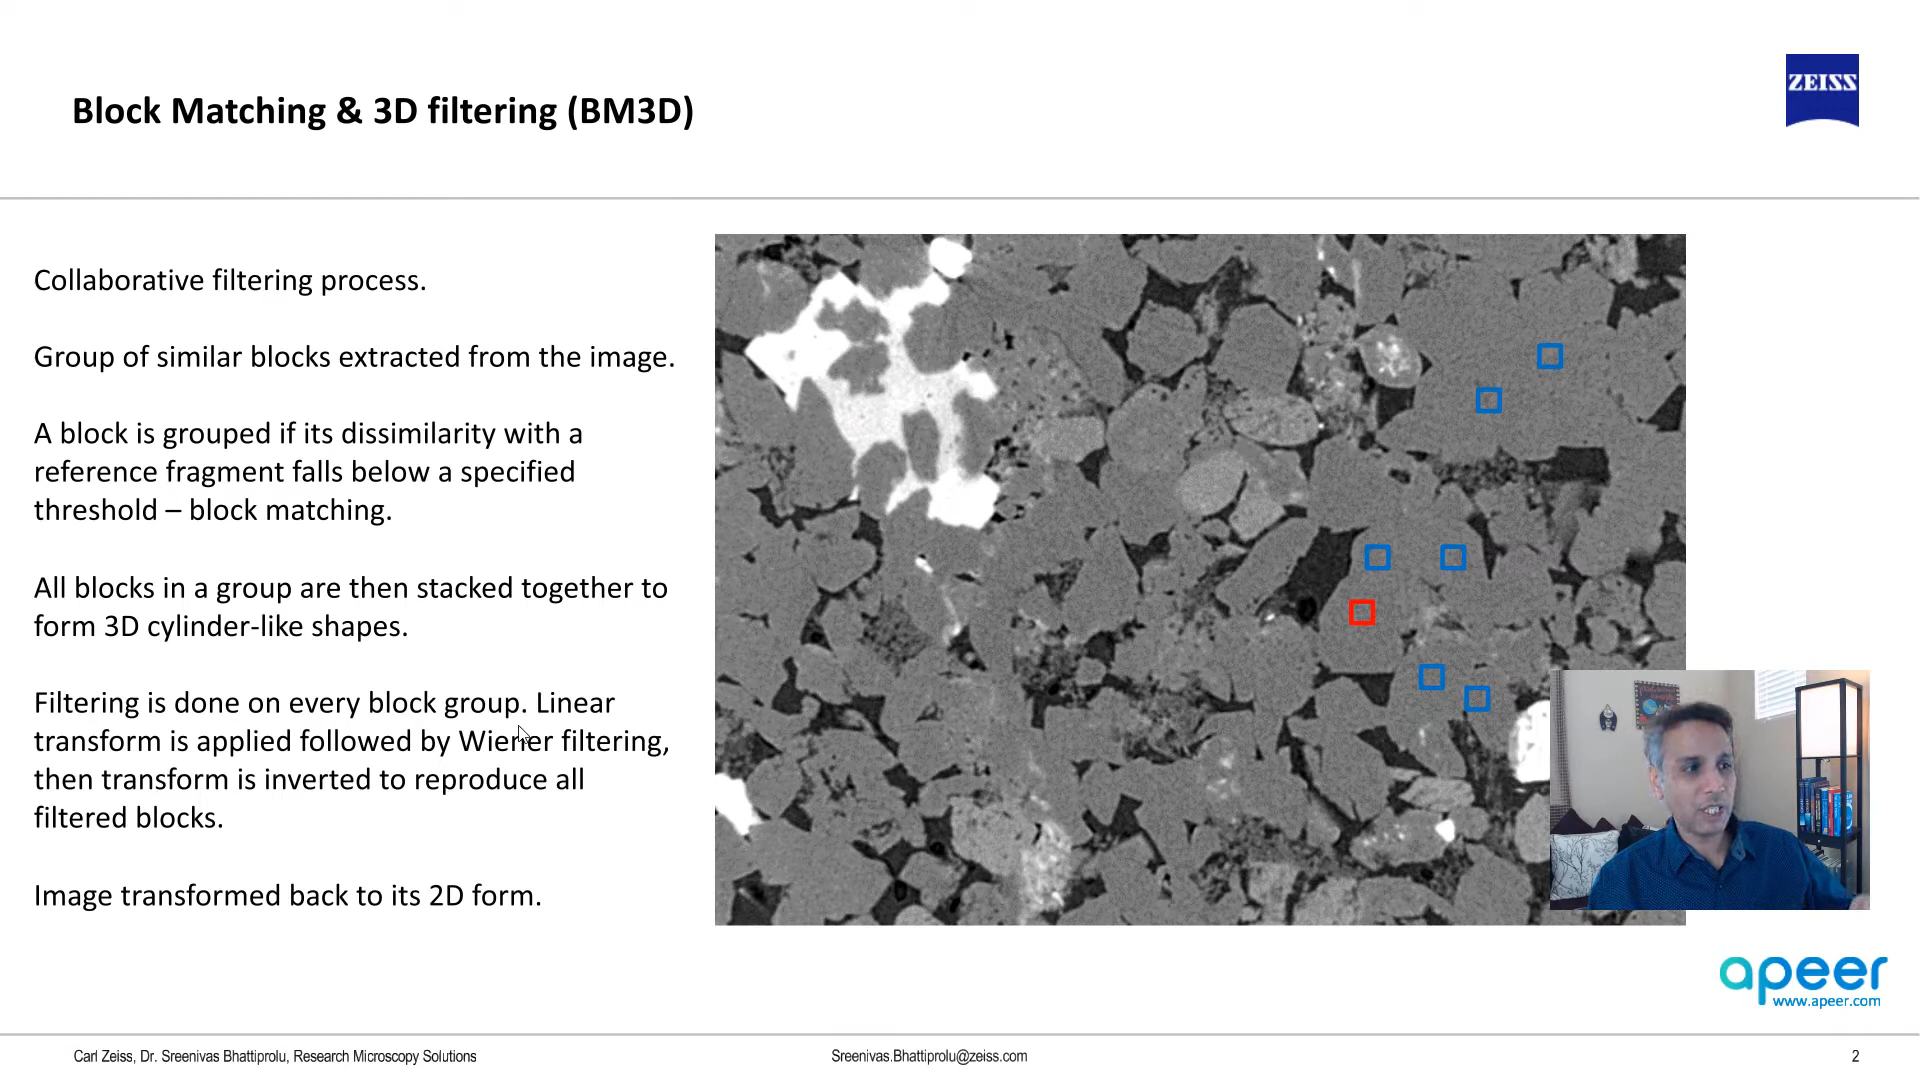 Block Matching & 3D filtering (BM3D)
ZEISS
Collaborative filtering process.
Group of similar blocks extracted from the image.
A block is grouped if its dissimilarity with a
reference fragment falls below a specified
threshold – block matching.
All blocks in a group are then stacked together to
form 3D cylinder-like shapes.
Filtering is done on every block group. Linear
transform is applied followed by Wiener filtering,
then transform is inverted to reproduce all
filtered blocks.
Image transformed back to its 2D form.
apeer
www.apeer.com
Carl Zeiss, Dr. Sreenivas Bhattiprolu, Research Microscopy Solutions
Sreenivas.Bhattiprolu@zeiss.com
2